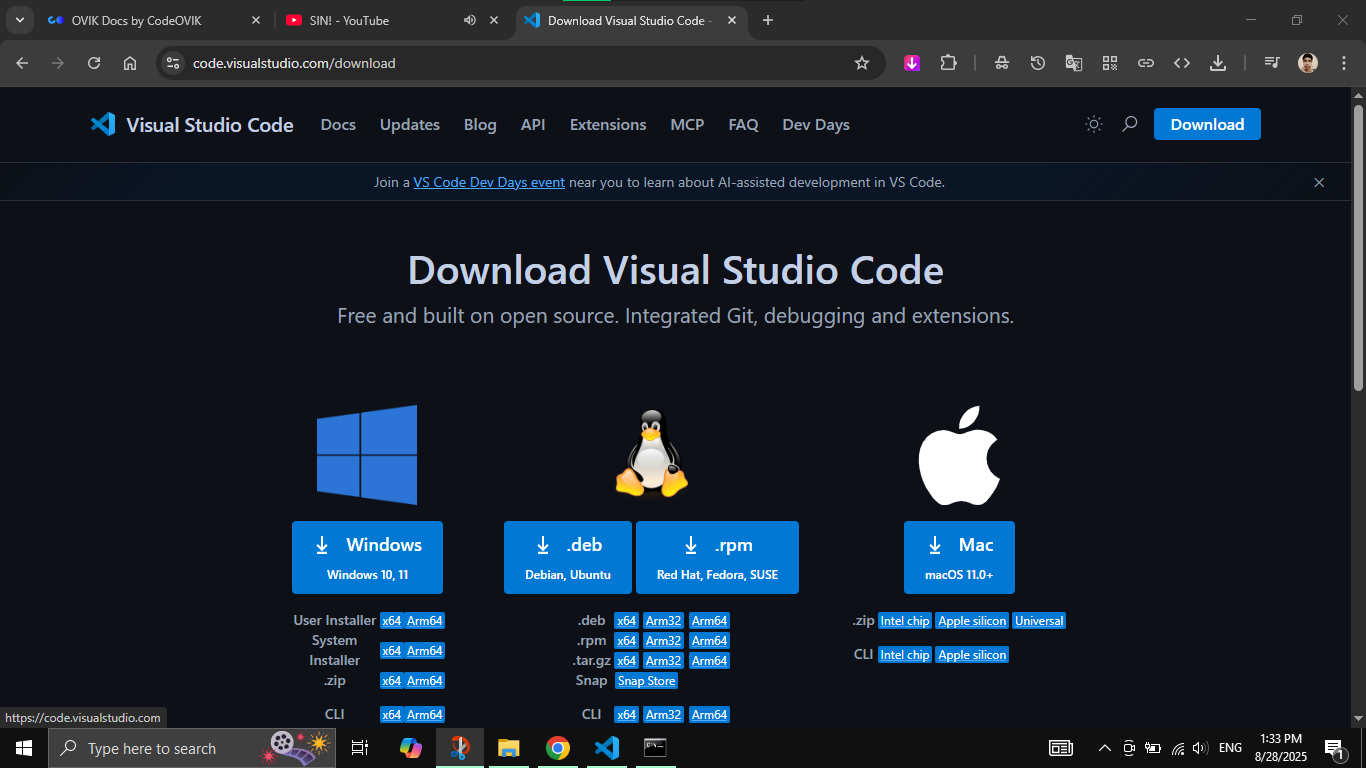 OVIK Docs by CodeOVIK
SIN! - YouTube
Download Visual Studio Code -
code.visualstudio.com/download
Visual Studio Code
Docs
Updates
Blog
API
Extensions
MCP
FAQ
Dev Days
Download
Join a VS Code Dev Days event near you to learn about AI-assisted development in VS Code.
Download Visual Studio Code
Free and built on open source. Integrated Git, debugging and extensions.
Windows
Windows 10, 11
User Installer x64 Arm64
System
Installer x64 Arm64
.zip x64 Arm64
CLI x64 Arm64
.deb
Debian, Ubuntu
.rpm
Red Hat, Fedora, SUSE
.deb x64 Arm32 Arm64
.rpm x64 Arm32 Arm64
.tar.gz x64 Arm32 Arm64
Snap Snap Store
CLI x64 Arm32 Arm64
Mac
macOS 11.0+
.zip Intel chip Apple silicon Universal
CLI Intel chip Apple silicon
https://code.visualstudio.com
Type here to search
ENG
1:33 PM
8/28/2025
1